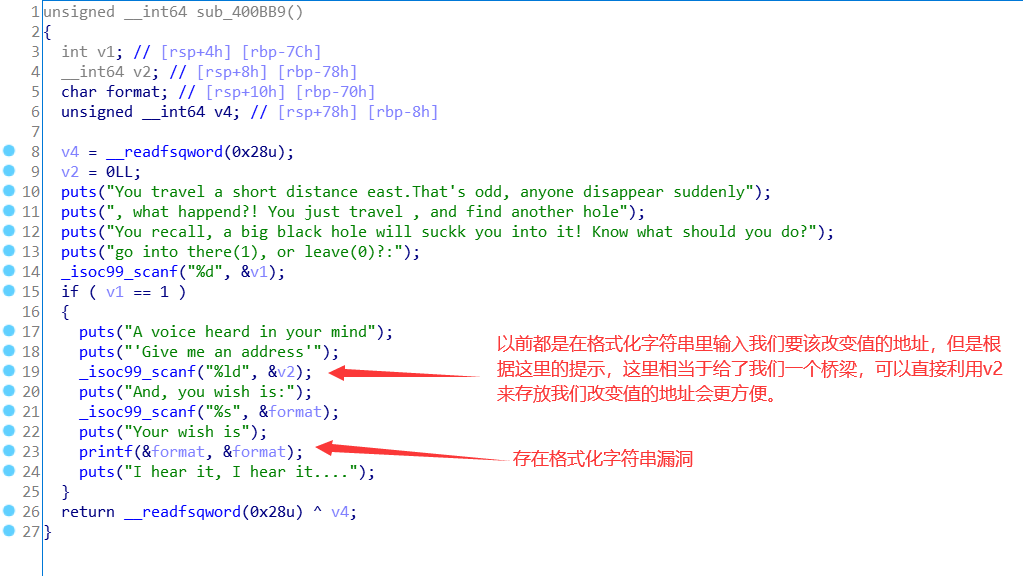 1 unsigned __int64 sub_400BB9()
2 {
3 int v1; // [rsp+4h] [rbp-7Ch]
4 __int64 v2; // [rsp+8h] [rbp-78h]
5 char format; // [rsp+10h] [rbp-70h]
6 unsigned __int64 v4; // [rsp+78h] [rbp-8h]
7
8 v4 = __readfsqword(0x28u);
9 v2 = 0LL;
10 puts("You travel a short distance east.That's odd, anyone disappear suddenly");
11 puts(", what happend?! You just travel , and find another hole");
12 puts("You recall, a big black hole will suckk you into it! Know what should you do?");
13 puts("go into there(1), or leave(0)?:");
14 _isoc99_scanf("%d", &v1);
15 if ( v1 == 1 )
16 {
17 puts("A voice heard in your mind");
18 puts("'Give me an address'");
19 _isoc99_scanf("%ld", &v2);
20 puts("And, you wish is:");
21 _isoc99_scanf("%s", &format);
22 puts("Your wish is");
23 printf(&format, &format);
24 puts("I hear it, I hear it....");
25 }
26 return __readfsqword(0x28u) ^ v4;
27 }
以前都是在格式化字符串里输入我们要该改变值的地址，但是根
据这里的提示，这里相当于给了我们一个桥梁，可以直接利用v2
来存放我们改变值的地址会更方便。
存在格式化字符串漏洞